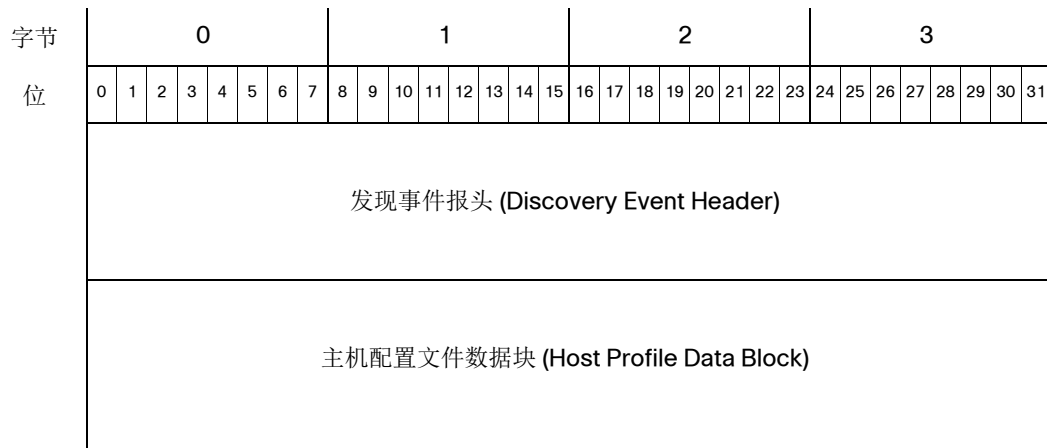 字节 0 1 2 3
位 0 1 2 3 4 5 6 7 8 9 10 11 12 13 14 15 16 17 18 19 20 21 22 23 24 25 26 27 28 29 30 31
发现事件报头 (Discovery Event Header)
主机配置文件数据块 (Host Profile Data Block)